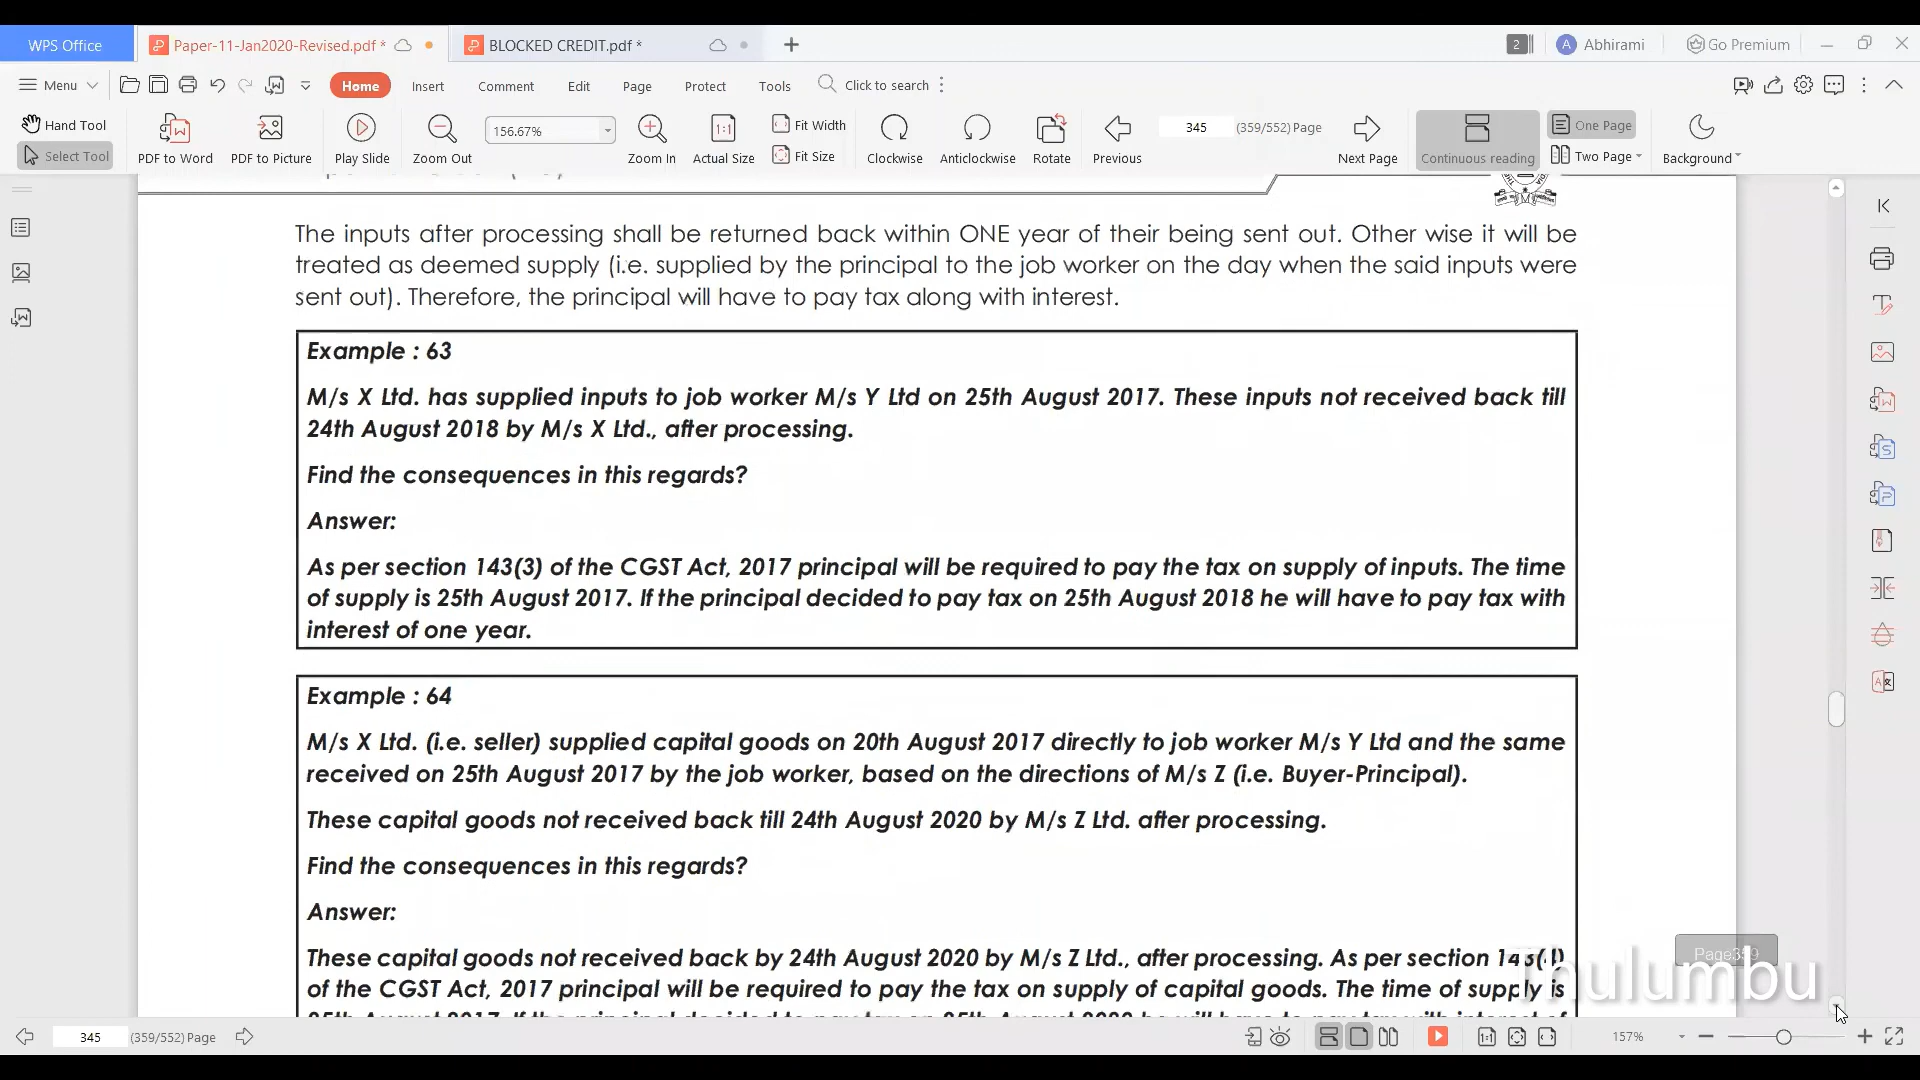 WPS Office
Paper-11-Jan2020-Revised.pdf *
BLOCKED CREDIT.pdf *
2
A
Abhirami
Go Premium
Menu
Home
Insert
Comment
Edit
Page
Protect
Tools
Click to search
Hand Tool
Select Tool
PDF to Word
PDF to Picture
Play Slide
Zoom Out
156.67%
Zoom In
1:1
Actual Size
Fit Width
Fit Size
Clockwise
Anticlockwise
Rotate
Previous
345
(359/552) Page
Next Page
Continuous reading
One Page
Two Page
Background
The inputs after processing shall be returned back within ONE year of their being sent out. Other wise it will be
treated as deemed supply (i.e. supplied by the principal to the job worker on the day when the said inputs were
sent out). Therefore, the principal will have to pay tax along with interest.
Example : 63
M/s X Ltd. has supplied inputs to job worker M/s Y Ltd on 25th August 2017. These inputs not received back till
24th August 2018 by M/s X Ltd., after processing.
Find the consequences in this regards?
Answer:
As per section 143(3) of the CGST Act, 2017 principal will be required to pay the tax on supply of inputs. The time
of supply is 25th August 2017. If the principal decided to pay tax on 25th August 2018 he will have to pay tax with
interest of one year.
Example : 64
M/s X Ltd. (i.e. seller) supplied capital goods on 20th August 2017 directly to job worker M/s Y Ltd and the same
received on 25th August 2017 by the job worker, based on the directions of M/s Z (i.e. Buyer-Principal).
These capital goods not received back till 24th August 2020 by M/s Z Ltd. after processing.
Find the consequences in this regards?
Answer:
These capital goods not received back by 24th August 2020 by M/s Z Ltd., after processing. As per section 143(4)
of the CGST Act, 2017 principal will be required to pay the tax on supply of capital goods. The time of supply is
Page359
Thulumbu
345
(359/552) Page
157%